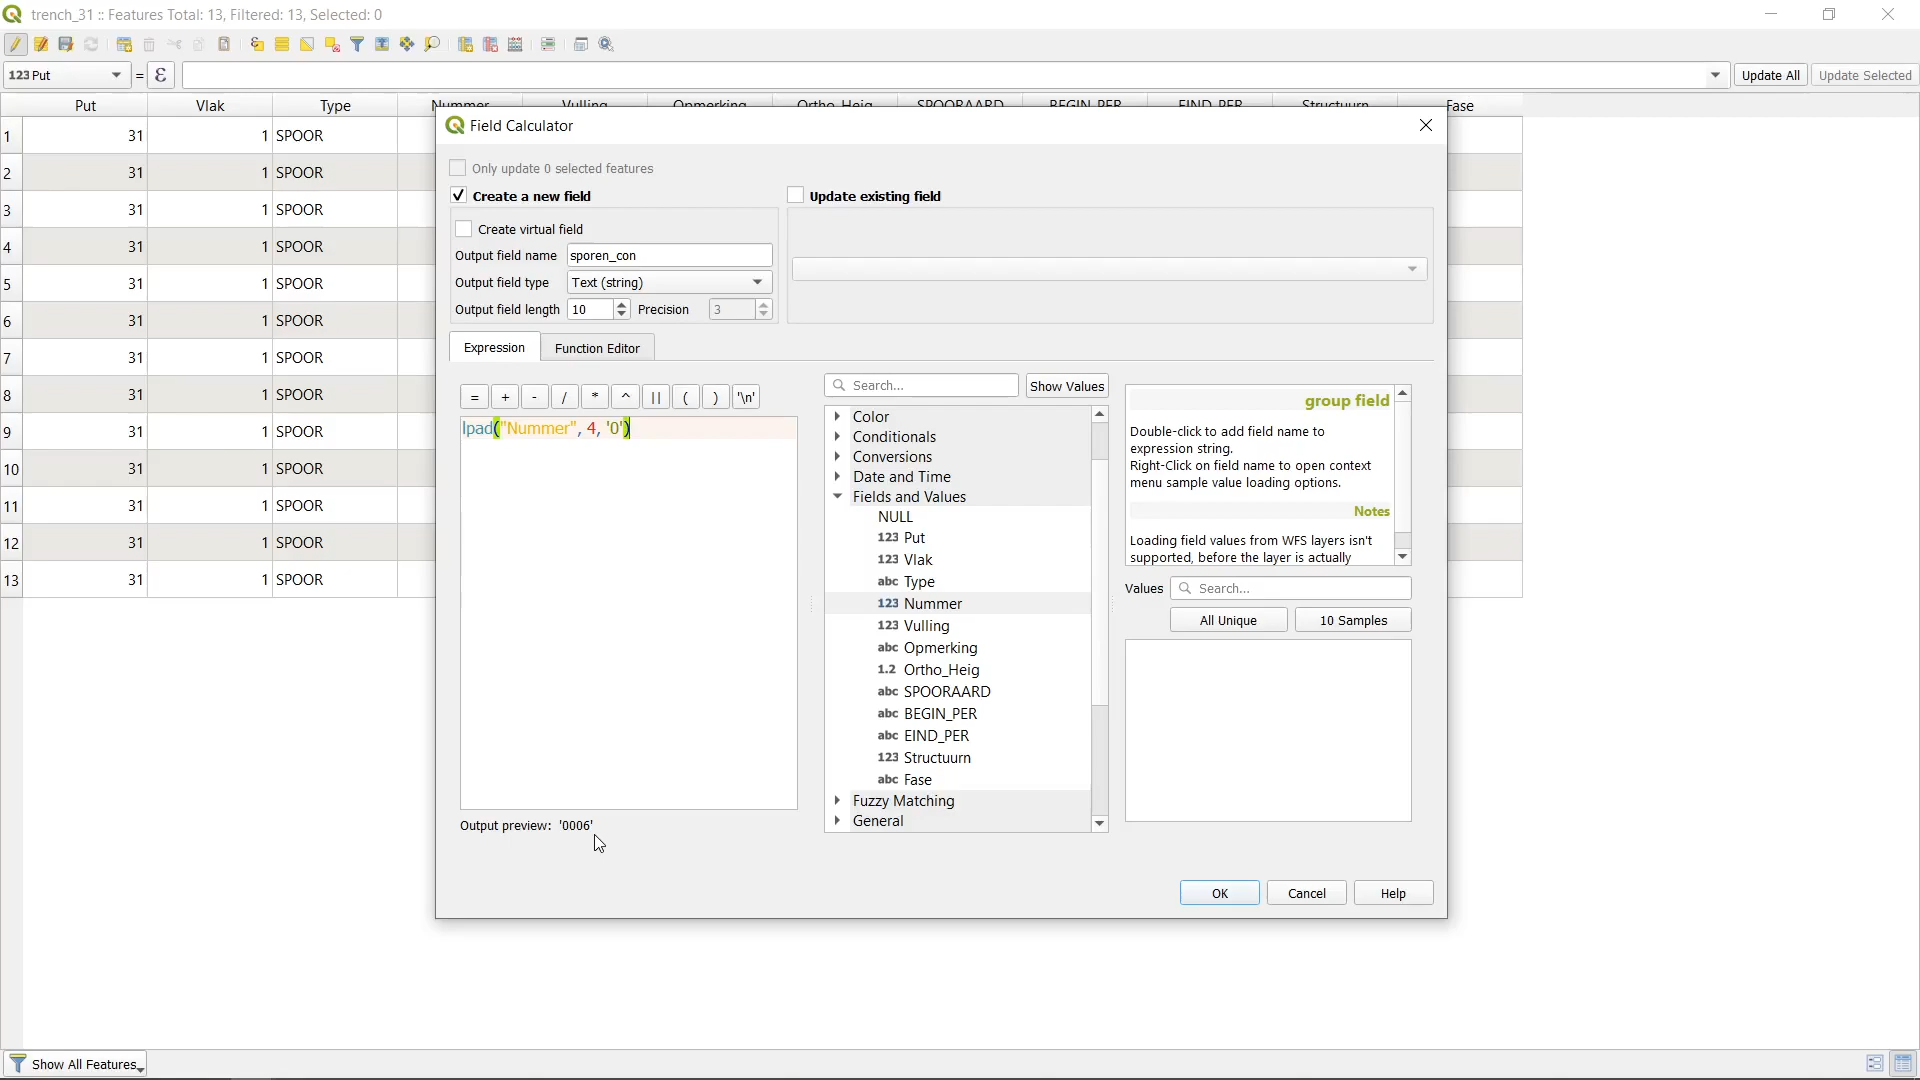 trench_31 :: Features Total: 13, Filtered: 13, Selected: 0
123 Put = ε Update All Update Selected
Put Vlak Type Nummer Vulling Opmerking Ortho_Heig SPOORAARD BEGIN_PER EIND_PER Structuurn Fase
1 31 1 SPOOR
2 31 1 SPOOR
3 31 1 SPOOR
4 31 1 SPOOR
5 31 1 SPOOR
6 31 1 SPOOR
7 31 1 SPOOR
8 31 1 SPOOR
9 31 1 SPOOR
10 31 1 SPOOR
11 31 1 SPOOR
12 31 1 SPOOR
13 31 1 SPOOR
Field Calculator
Only update 0 selected features
Create a new field
Update existing field
Create virtual field
Output field name sporen_con
Output field type Text (string)
Output field length 10 Precision 3
Expression Function Editor
= + - / * ^ || ( ) '\n'
lpad("Nummer", 4, '0')
Output preview: '0006'
Search... Show Values
Color
Conditionals
Conversions
Date and Time
Fields and Values
NULL
123 Put
123 Vlak
abc Type
123 Nummer
123 Vulling
abc Opmerking
1.2 Ortho_Heig
abc SPOORAARD
abc BEGIN_PER
abc EIND_PER
123 Structuurn
abc Fase
Fuzzy Matching
General
group field
Double-click to add field name to
expression string.
Right-Click on field name to open context
menu sample value loading options.
Notes
Loading field values from WFS layers isn't
supported, before the layer is actually
Values Search...
All Unique 10 Samples
OK Cancel Help
Show All Features